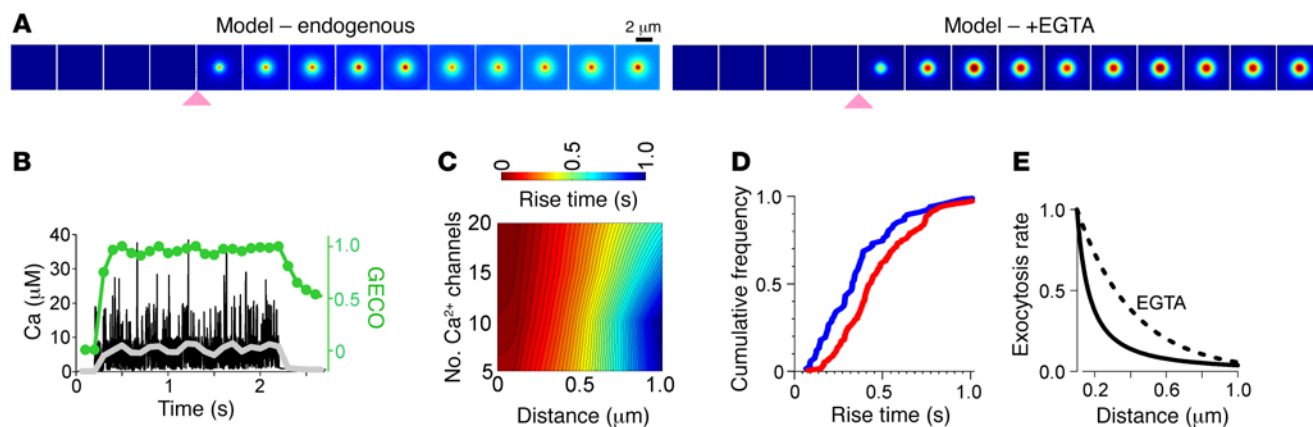 A
Model – endogenous
2 μm
Model – +EGTA
B
Ca (μM)
40
30
20
10
0
1.0
0.5
0
GECO
0
1
2
Time (s)
C
0
0.5
1.0
Rise time (s)
No. Ca²⁺ channels
20
15
10
5
0
0.5
1.0
Distance (μm)
D
Cumulative frequency
1.0
0.5
0
0
0.5
1.0
Rise time (s)
E
Exocytosis rate
1.0
0.5
0.0
EGTA
0.2
0.6
1.0
Distance (μm)